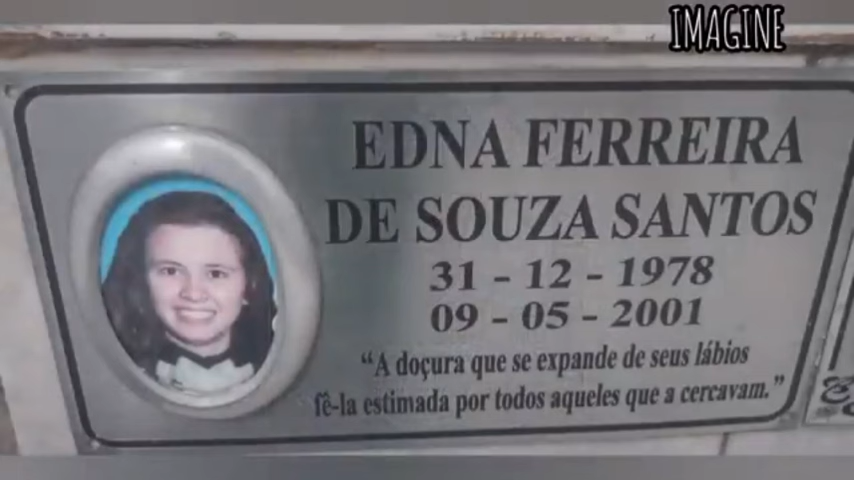 IMAGINE
EDNA FERREIRA
DE SOUZA SANTOS
31 - 12 - 1978
09 - 05 - 2001
“A doçura que se expande de seus lábios
fê-la estimada por todos aqueles que a cercavam.”